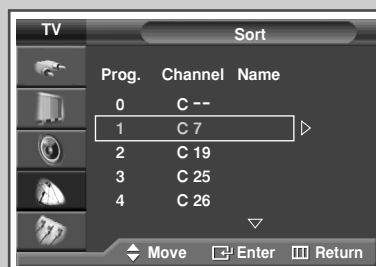 TV
Sort
Prog. Channel Name
0 C --
1 C 7
2 C 19
3 C 25
4 C 26
Move Enter Return